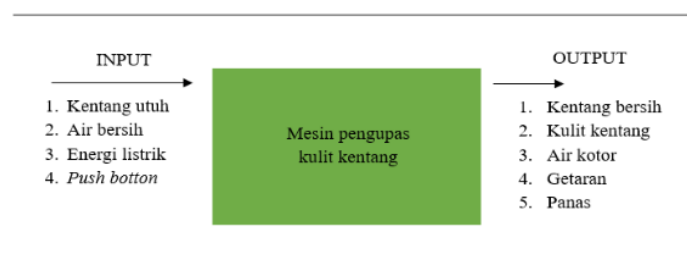 INPUT
1. Kentang utuh
2. Air bersih
3. Energi listrik
4. Push botton
Mesin pengupas
kulit kentang
OUTPUT
1. Kentang bersih
2. Kulit kentang
3. Air kotor
4. Getaran
5. Panas